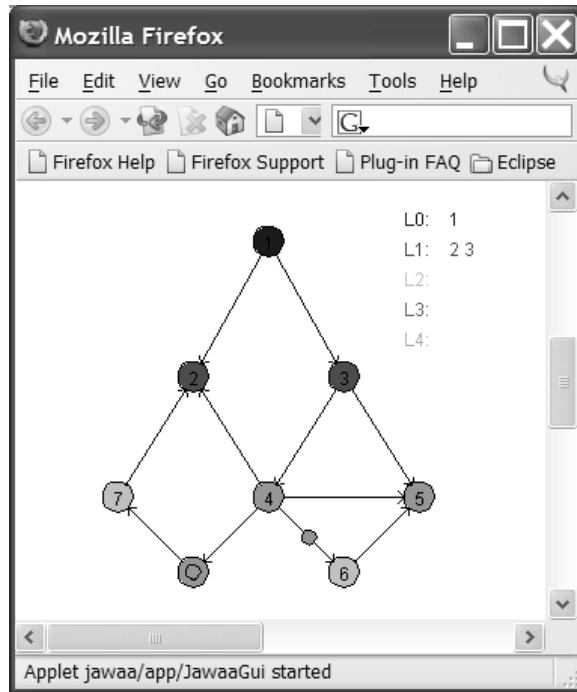 Mozilla Firefox
File Edit View Go Bookmarks Tools Help
G
Firefox Help Firefox Support Plug-in FAQ Eclipse
L0: 1
1
L1: 2 3
L2:
L3:
L4:
2 3
7 4 5
6
Applet jawaa/app/JawaaGui started